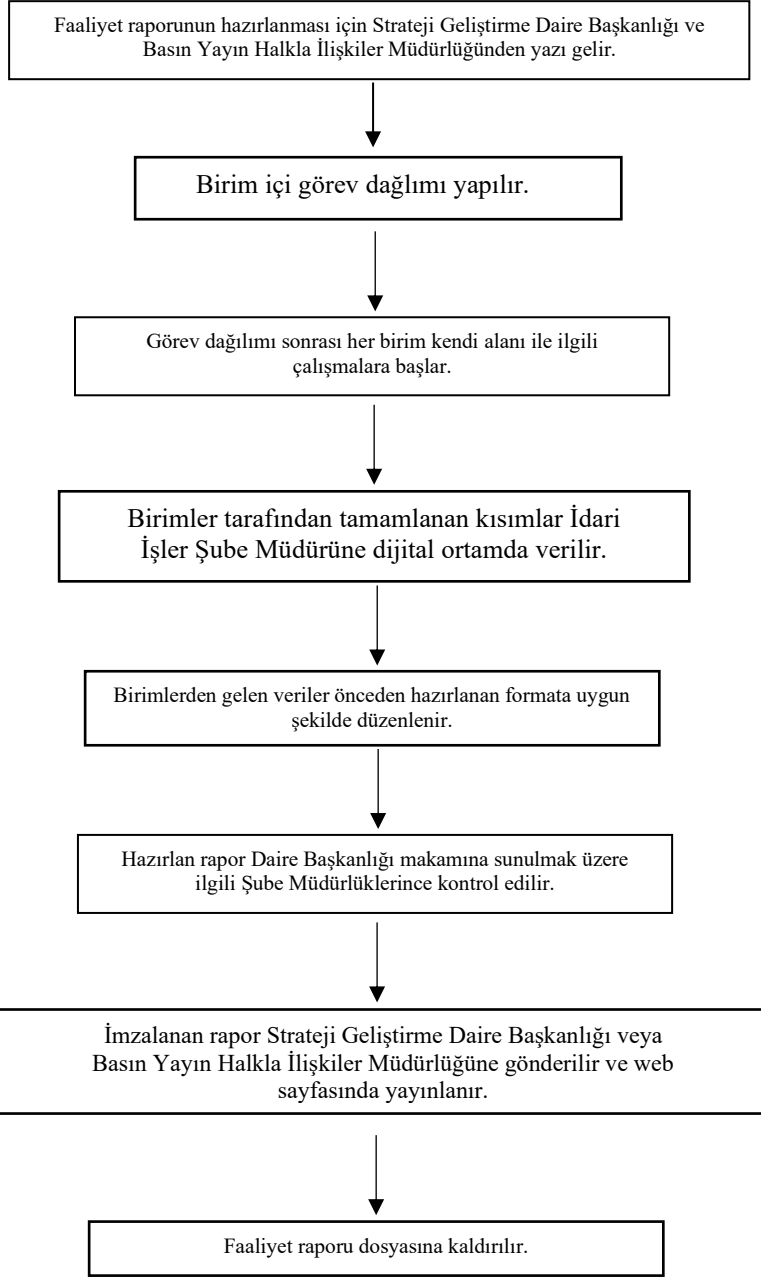 Faaliyet raporunun hazırlanması için Strateji Geliştirme Daire Başkanlığı ve
Basın Yayın Halkla İlişkiler Müdürlüğünden yazı gelir.
Birim içi görev dağlımı yapılır.
Görev dağılımı sonrası her birim kendi alanı ile ilgili
çalışmalara başlar.
Birimler tarafından tamamlanan kısımlar İdari
İşler Şube Müdürüne dijital ortamda verilir.
Birimlerden gelen veriler önceden hazırlanan formata uygun
şekilde düzenlenir.
Hazırlan rapor Daire Başkanlığı makamına sunulmak üzere
ilgili Şube Müdürlüklerince kontrol edilir.
İmzalanan rapor Strateji Geliştirme Daire Başkanlığı veya
Basın Yayın Halkla İlişkiler Müdürlüğüne gönderilir ve web
sayfasında yayınlanır.
Faaliyet raporu dosyasına kaldırılır.